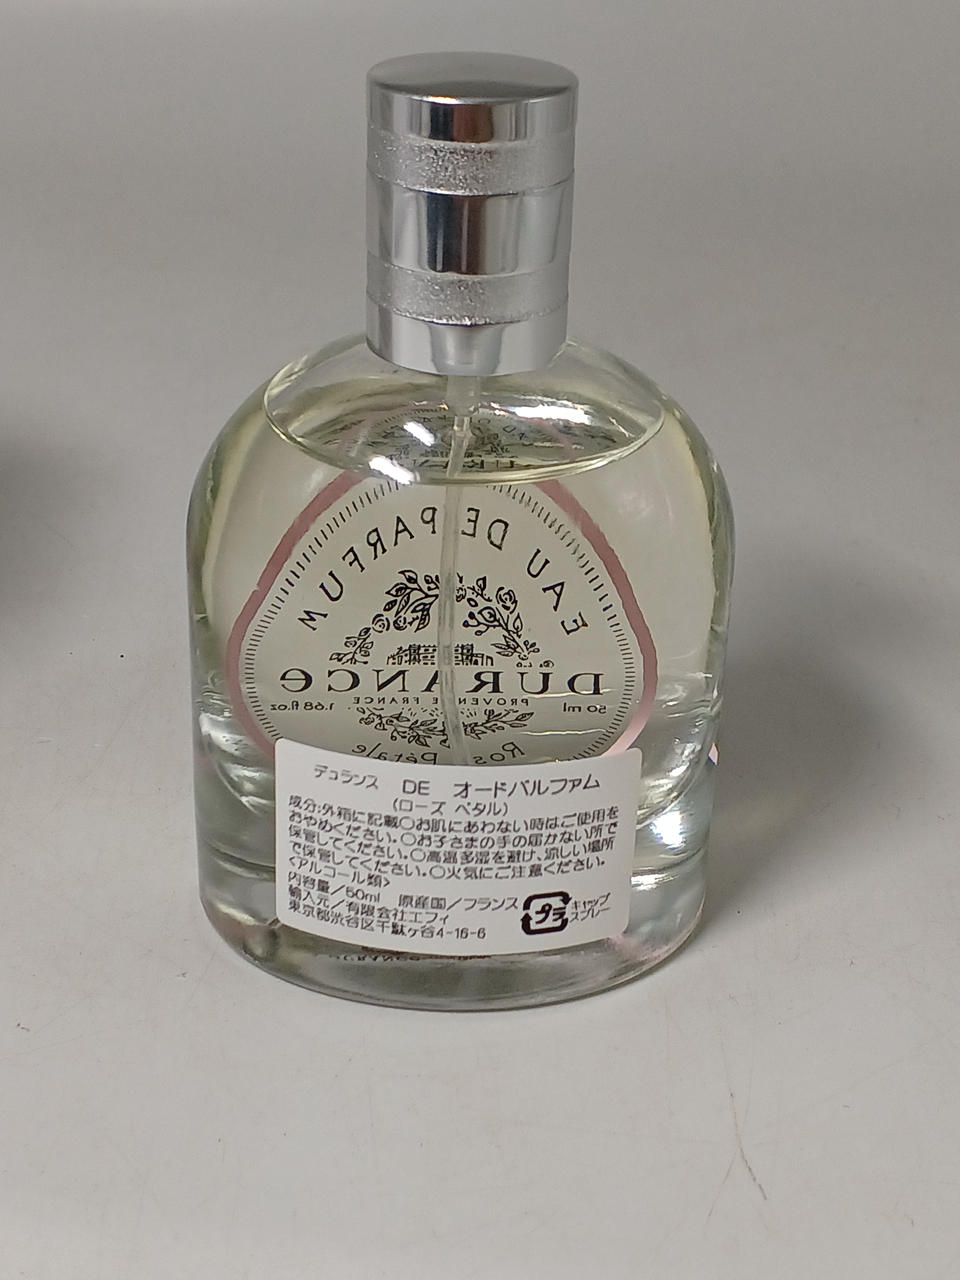 EAU DE PARFUM
DURANCE
PROVENCE FRANCE
50 ml 1.68 fl.oz
Rose Pétale
デュランス DE オードパルファム
(ローズ ペタル)
成分:外箱に記載○お肌にあわない時はご使用を
おやめください。○お子さまの手の届かない所で
保管してください。○高温多湿を避け、涼しい場所
で保管してください。○火気にご注意ください。
<アルコール類>
内容量／50ml 原産国／フランス
輸入元／有限会社エフィ
東京都渋谷区千駄ヶ谷4-16-6
プラ
キャップ
スプレー